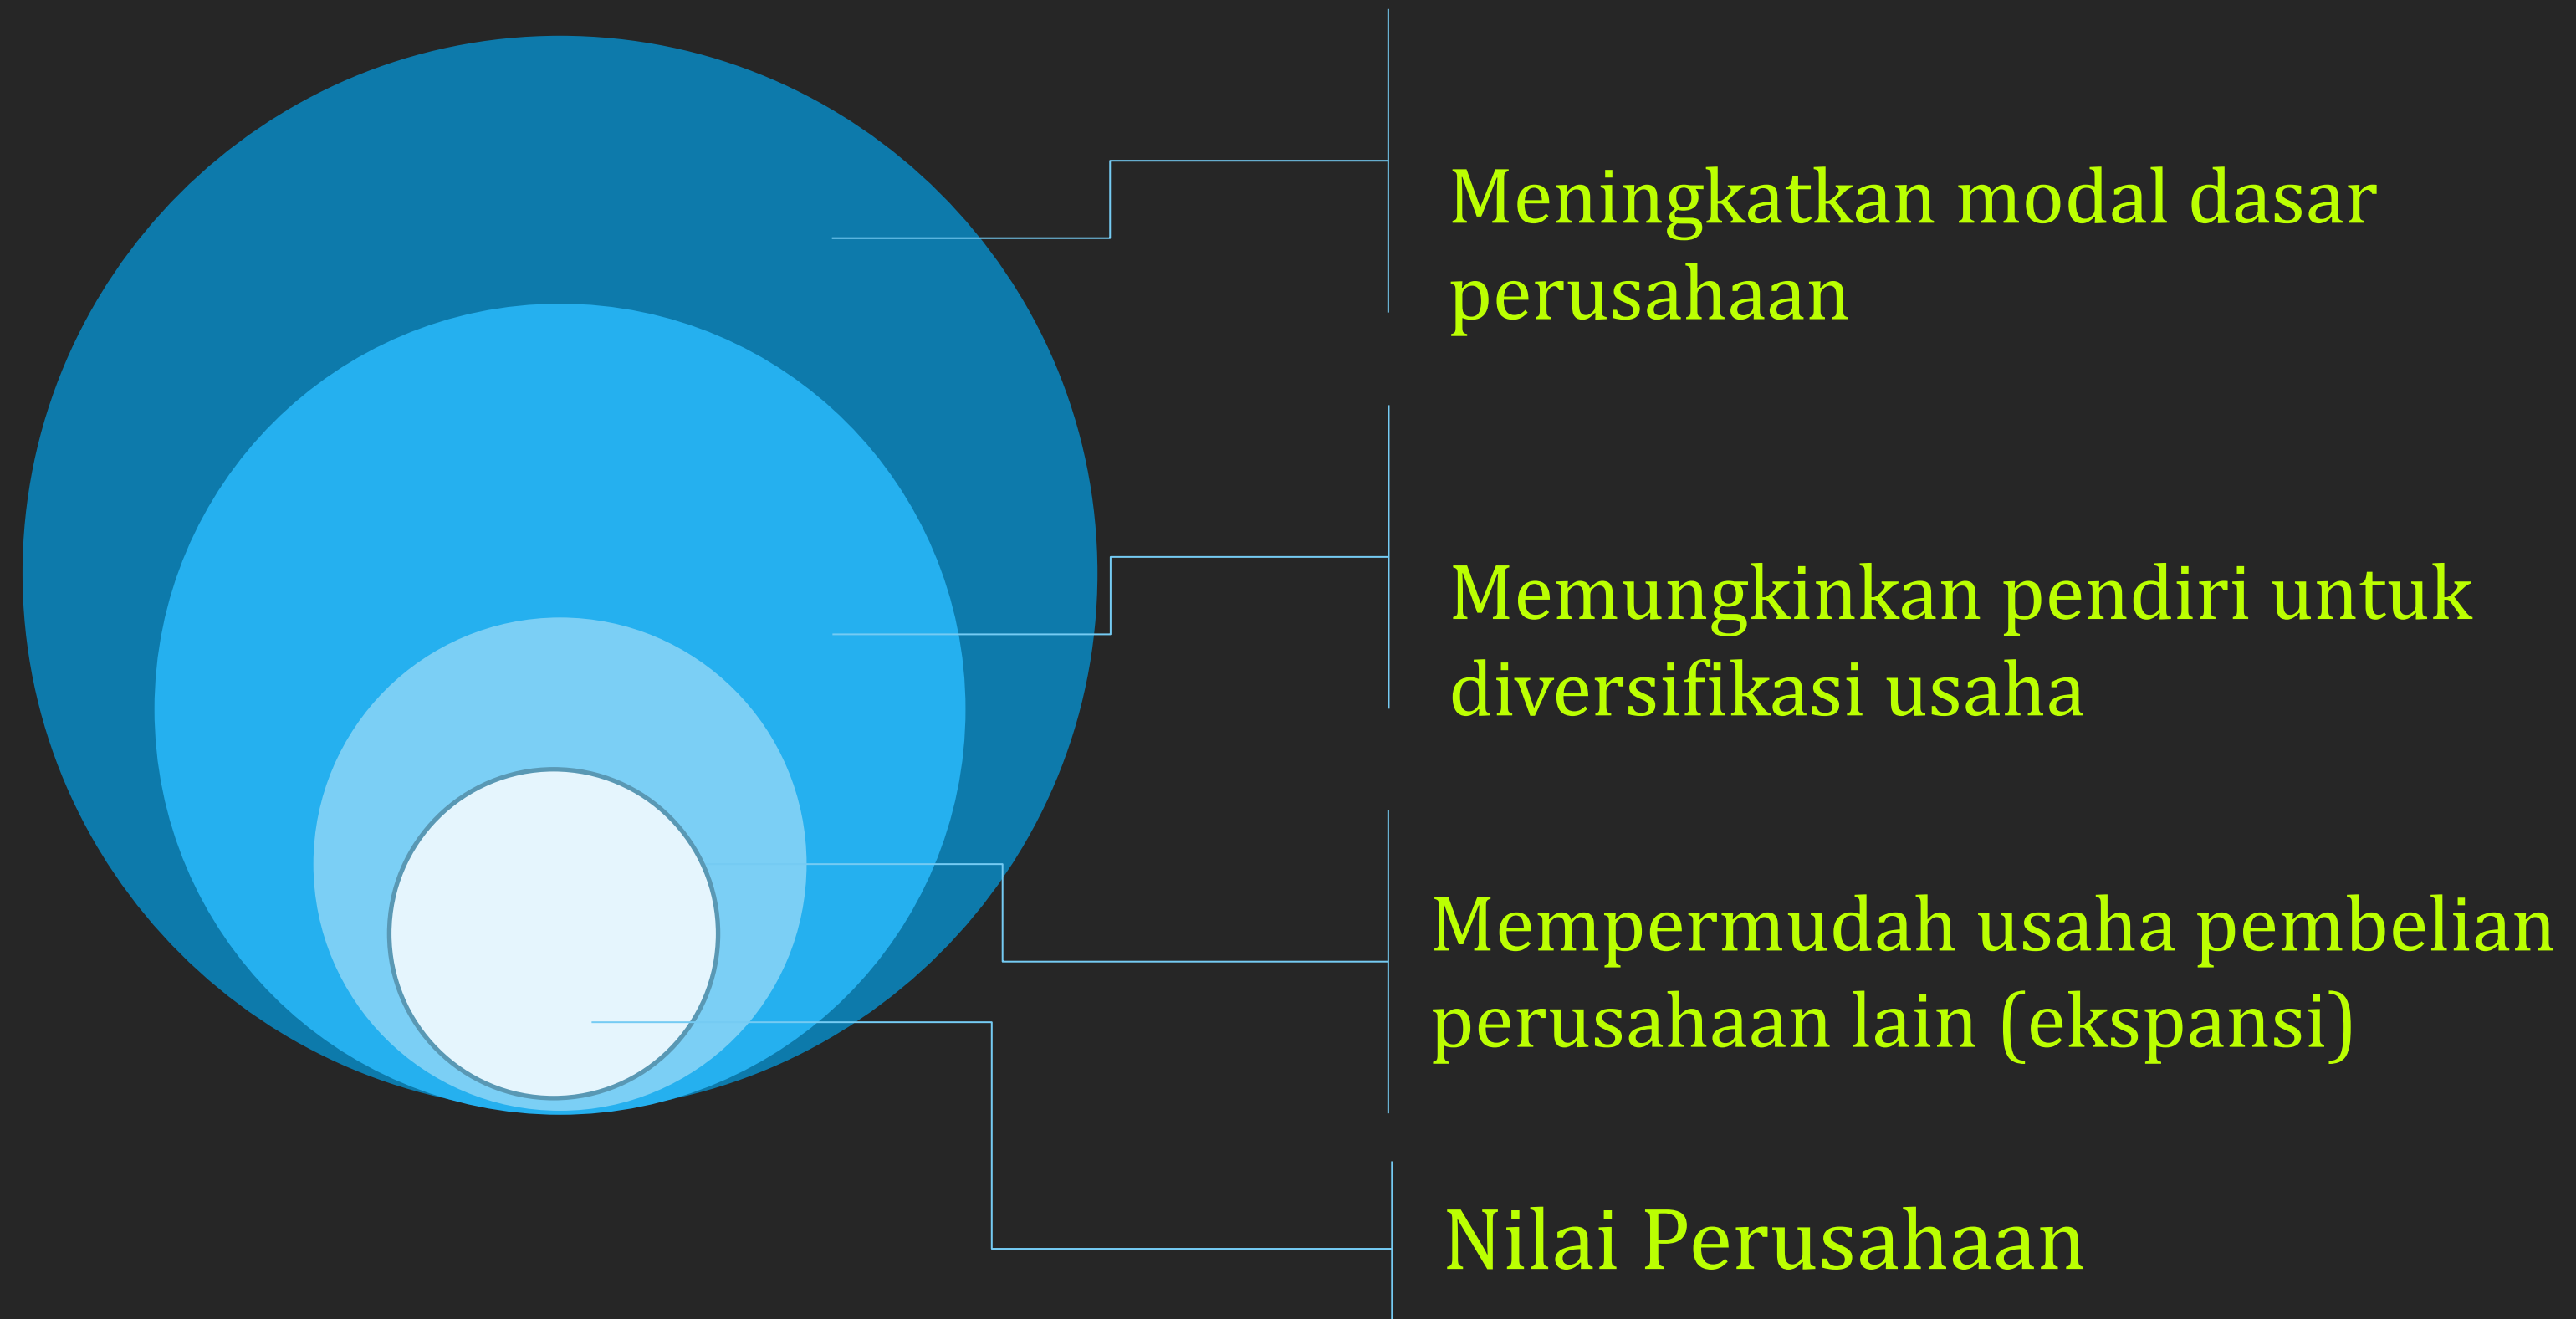 Meningkatkan modal dasar
perusahaan
Memungkinkan pendiri untuk
diversifikasi usaha
Mempermudah usaha pembelian
perusahaan lain (ekspansi)
Nilai Perusahaan